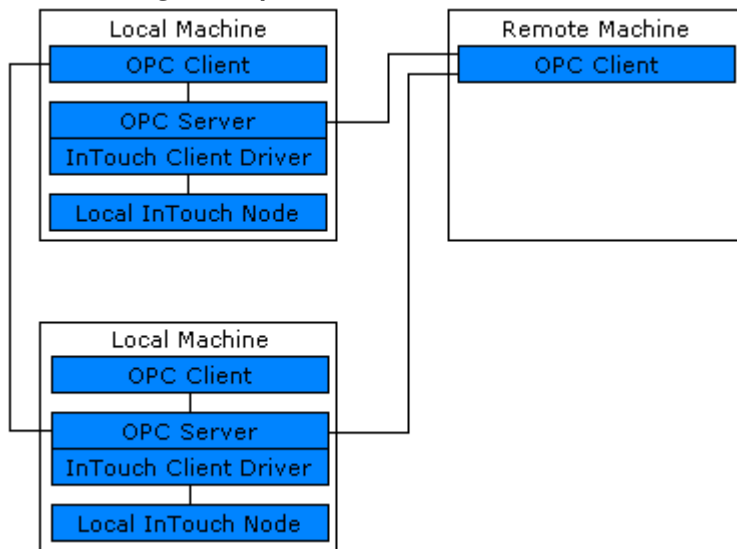 Local Machine
OPC Client
OPC Server
InTouch Client Driver
Local InTouch Node
Remote Machine
OPC Client
Local Machine
OPC Client
OPC Server
InTouch Client Driver
Local InTouch Node